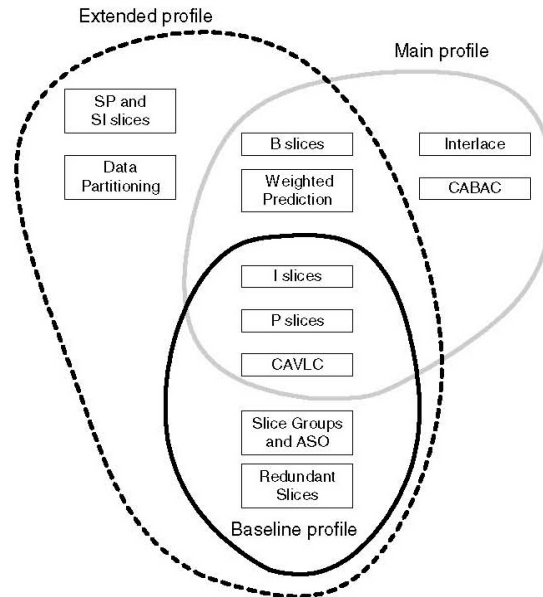 Extended profile
Main profile
SP and
SI slices
B slices
Interlace
Data
Partitioning
Weighted
Prediction
CABAC
I slices
P slices
CAVLC
Slice Groups
and ASO
Redundant
Slices
Baseline profile